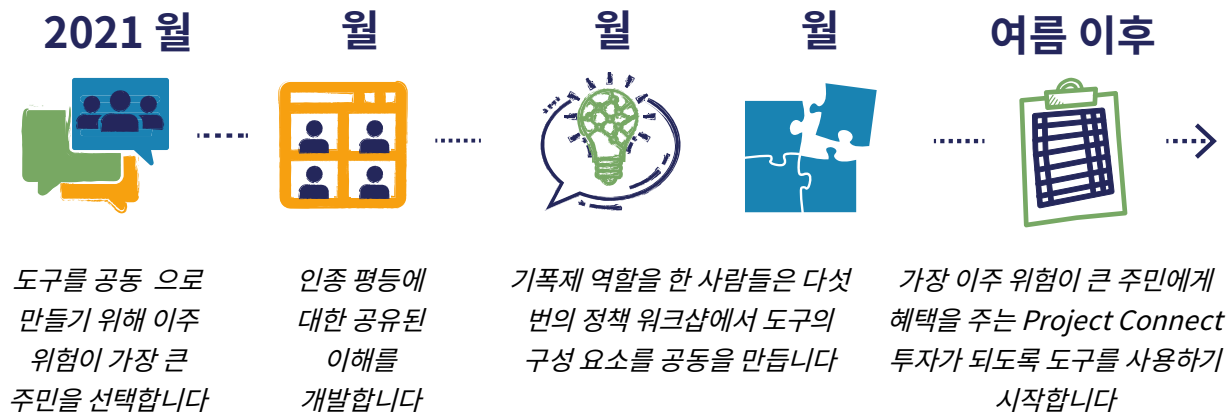 2021 월
월
월
월
여름 이후
도구를 공동 으로
만들기 위해 이주
위험이 가장 큰
주민을 선택합니다
인종 평등에
대한 공유된
이해를
개발합니다
기폭제 역할을 한 사람들은 다섯
번의 정책 워크샵에서 도구의
구성 요소를 공동을 만듭니다
가장 이주 위험이 큰 주민에게
혜택을 주는 Project Connect
투자가 되도록 도구를 사용하기
시작합니다